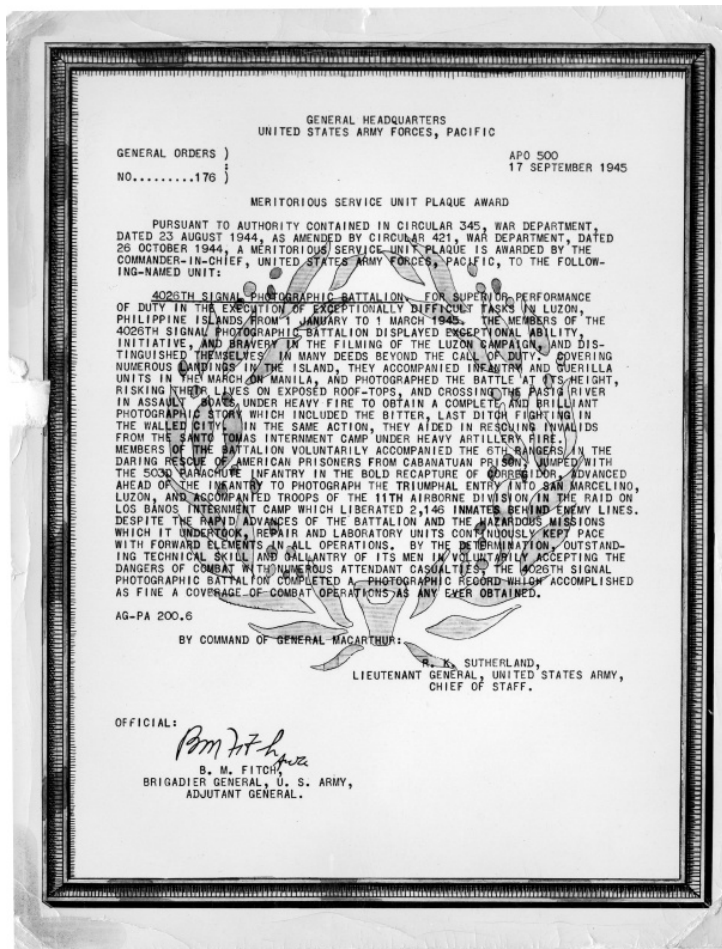 GENERAL HEADQUARTERS
UNITED STATES ARMY FORCES, PACIFIC
GENERAL ORDERS )
:
NO.........176 )
APO 500
17 SEPTEMBER 1945
MERITORIOUS SERVICE UNIT PLAQUE AWARD
PURSUANT TO AUTHORITY CONTAINED IN CIRCULAR 345, WAR DEPARTMENT,
DATED 23 AUGUST 1944, AS AMENDED BY CIRCULAR 421, WAR DEPARTMENT, DATED
26 OCTOBER 1944, A MERITORIOUS SERVICE UNIT PLAQUE IS AWARDED BY THE
COMMANDER-IN-CHIEF, UNITED STATES ARMY FORCES, PACIFIC, TO THE FOLLOW-
ING-NAMED UNIT:
4026TH SIGNAL PHOTOGRAPHIC BATTALION. FOR SUPERIOR PERFORMANCE
OF DUTY IN THE EXECUTION OF EXCEPTIONALLY DIFFICULT TASKS IN LUZON,
PHILIPPINE ISLANDS FROM 1 JANUARY TO 1 MARCH 1945. THE MEMBERS OF THE
4026TH SIGNAL PHOTOGRAPHIC BATTALION DISPLAYED EXCEPTIONAL ABILITY,
INITIATIVE, AND BRAVERY IN THE FILMING OF THE LUZON CAMPAIGN, AND DIS-
TINGUISHED THEMSELVES IN MANY DEEDS BEYOND THE CALL OF DUTY. COVERING
NUMEROUS LANDINGS IN THE ISLAND, THEY ACCOMPANIED INFANTRY AND GUERILLA
UNITS IN THE MARCH ON MANILA, AND PHOTOGRAPHED THE BATTLE AT ITS HEIGHT,
RISKING THEIR LIVES ON EXPOSED ROOF-TOPS, AND CROSSING THE PASIG RIVER
IN ASSAULT BOATS UNDER HEAVY FIRE TO OBTAIN A COMPLETE AND BRILLIANT
PHOTOGRAPHIC STORY WHICH INCLUDED THE BITTER, LAST DITCH FIGHTING IN
THE WALLED CITY. IN THE SAME ACTION, THEY AIDED IN RESCUING INVALIDS
FROM THE SANTO TOMAS INTERNMENT CAMP UNDER HEAVY ARTILLERY FIRE.
MEMBERS OF THE BATTALION VOLUNTARILY ACCOMPANIED THE 6TH RANGERS IN THE
DARING RESCUE OF AMERICAN PRISONERS FROM CABANATUAN PRISON, JUMPED WITH
THE 503D PARACHUTE INFANTRY IN THE BOLD RECAPTURE OF CORREGIDOR, ADVANCED
AHEAD OF THE INFANTRY TO PHOTOGRAPH THE TRIUMPHAL ENTRY INTO SAN MARCELINO,
LUZON, AND ACCOMPANIED TROOPS OF THE 11TH AIRBORNE DIVISION IN THE RAID ON
LOS BANOS INTERNMENT CAMP WHICH LIBERATED 2,146 INMATES BEHIND ENEMY LINES.
DESPITE THE RAPID ADVANCES OF THE BATTALION AND THE HAZARDOUS MISSIONS
WHICH IT UNDERTOOK, REPAIR AND LABORATORY UNITS CONTINUOUSLY KEPT PACE
WITH FORWARD ELEMENTS IN ALL OPERATIONS. BY THE DETERMINATION, OUTSTAND-
ING TECHNICAL SKILL AND GALLANTRY OF ITS MEN IN VOLUNTARILY ACCEPTING THE
DANGERS OF COMBAT WITH NUMEROUS ATTENDANT CASUALTIES, THE 4026TH SIGNAL
PHOTOGRAPHIC BATTALION COMPLETED A PHOTOGRAPHIC RECORD WHICH ACCOMPLISHED
AS FINE A COVERAGE OF COMBAT OPERATIONS AS ANY EVER OBTAINED.
AG-PA 200.6
BY COMMAND OF GENERAL MACARTHUR:
R. K. SUTHERLAND,
LIEUTENANT GENERAL, UNITED STATES ARMY,
CHIEF OF STAFF.
OFFICIAL:
BM Fitch
B. M. FITCH,
BRIGADIER GENERAL, U. S. ARMY,
ADJUTANT GENERAL.